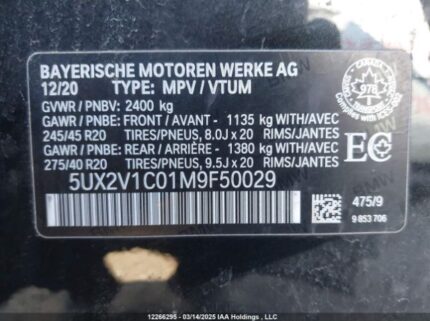 BAYERISCHE MOTOREN WERKE AG
12/20 TYPE: MPV / VTUM
GVWR / PNBV: 2400 kg
GAWR / PNBE: FRONT / AVANT - 1135 kg WITH/AVEC
245/45 R20 TIRES/PNEUS, 8.0J x 20 RIMS/JANTES
GAWR / PNBE: REAR / ARRIÈRE - 1380 kg WITH/AVEC
275/40 R20 TIRES/PNEUS, 9.5J x 20 RIMS/JANTES
5UX2V1C01M9F50029
CANADA
978
EC
475/9
9 853 706
12266295 - 03/14/2025 IAA Holdings, LLC